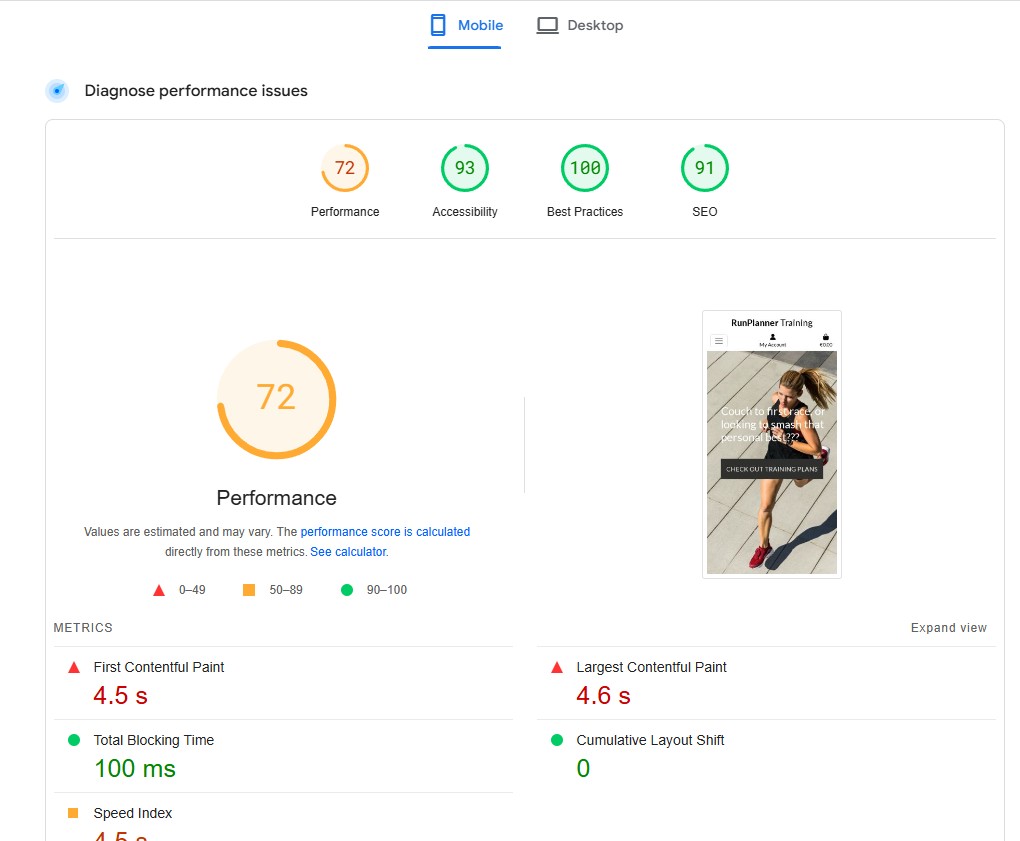 Mobile
Desktop
Diagnose performance issues
72
93
100
91
Performance
Accessibility
Best Practices
SEO
72
Performance
Values are estimated and may vary. The performance score is calculated
directly from these metrics. See calculator.
0–49
50–89
90–100
RunPlanner Training
My Account
€0.00
Couch to first race, or
looking to smash that
personal best???
CHECK OUT TRAINING PLANS
METRICS
Expand view
First Contentful Paint
4.5 s
Largest Contentful Paint
4.6 s
Total Blocking Time
100 ms
Cumulative Layout Shift
0
Speed Index
4.5 s